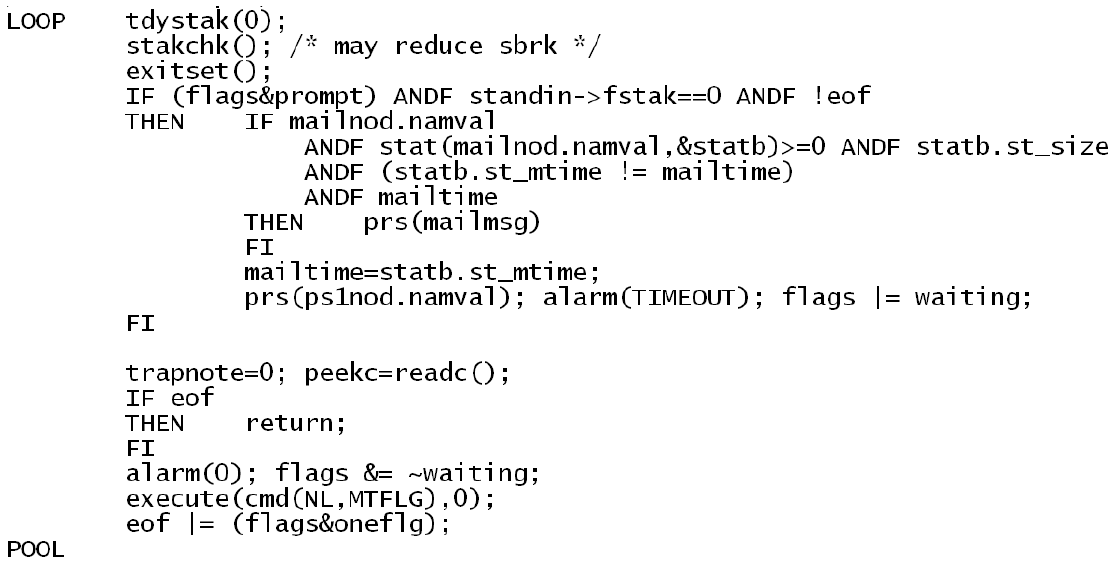 LOOP    tdystak(0);
        stakchk(); /* may reduce sbrk */
        exitset();
        IF (flags&prompt) ANDF standin->fstak==0 ANDF !eof
        THEN    IF mailnod.namval
                    ANDF stat(mailnod.namval,&statb)>=0 ANDF statb.st_size
                    ANDF (statb.st_mtime != mailtime)
                    ANDF mailtime
                THEN    prs(mailmsg)
                FI
                mailtime=statb.st_mtime;
                prs(ps1nod.namval); alarm(TIMEOUT); flags |= waiting;
        FI

        trapnote=0; peekc=readc();
        IF eof
        THEN    return;
        FI
        alarm(0); flags &= ~waiting;
        execute(cmd(NL,MTFLG),0);
        eof |= (flags&oneflg);
POOL